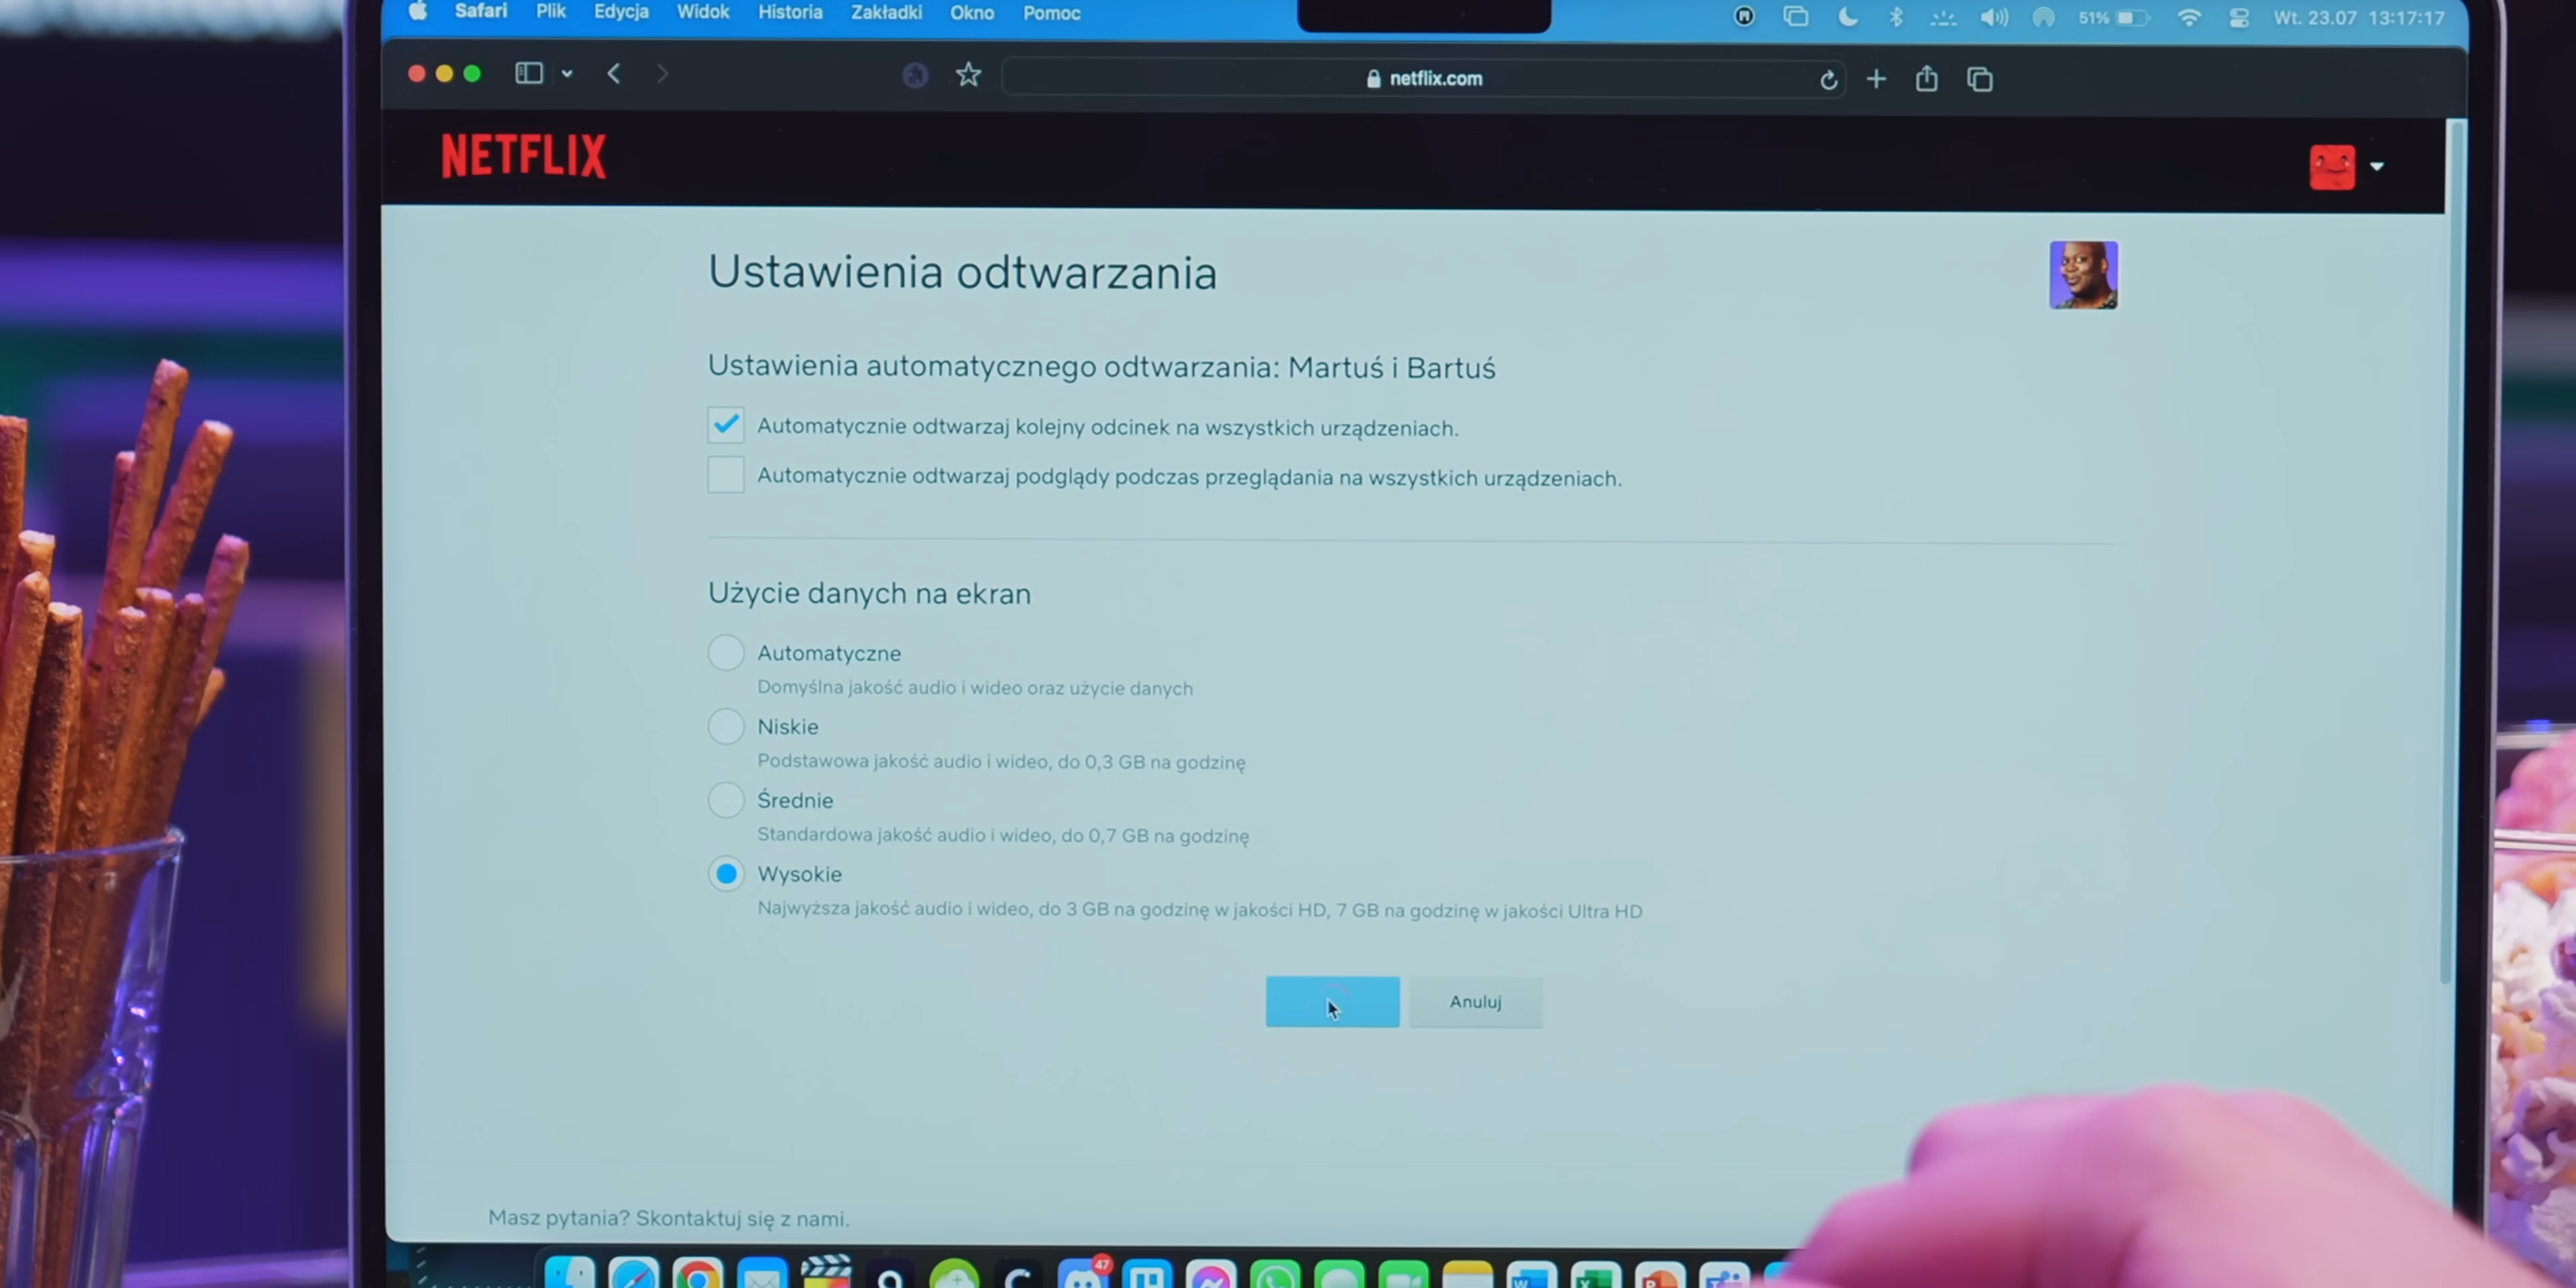 Safari Plik Edycja Widok Historia Zakładki Okno Pomoc 51% Wt. 23.07 13:17:17
netflix.com
NETFLIX
Ustawienia odtwarzania
Ustawienia automatycznego odtwarzania: Martuś i Bartuś
Automatycznie odtwarzaj kolejny odcinek na wszystkich urządzeniach.
Automatycznie odtwarzaj podglądy podczas przeglądania na wszystkich urządzeniach.
Użycie danych na ekran
Automatyczne
Domyślna jakość audio i wideo oraz użycie danych
Niskie
Podstawowa jakość audio i wideo, do 0,3 GB na godzinę
Średnie
Standardowa jakość audio i wideo, do 0,7 GB na godzinę
Wysokie
Najwyższa jakość audio i wideo, do 3 GB na godzinę w jakości HD, 7 GB na godzinę w jakości Ultra HD
Anuluj
Masz pytania? Skontaktuj się z nami.
47